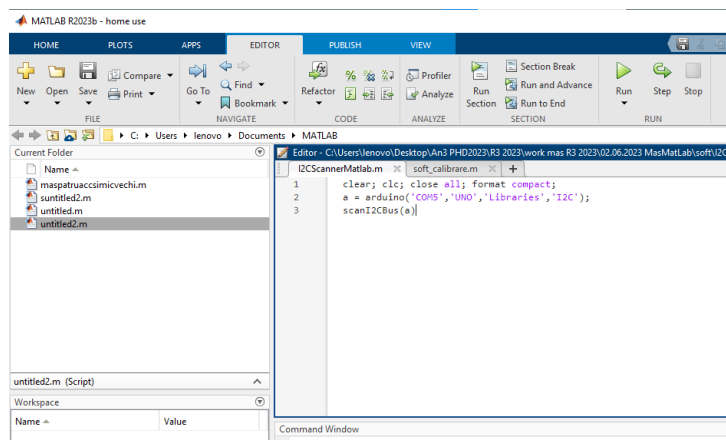 MATLAB R2023b - home use
HOME PLOTS APPS EDITOR PUBLISH VIEW
New Open Save Compare Print
Go To Find Bookmark
Refactor
Profiler Analyze
Run Section
Section Break
Run and Advance
Run to End
Run Step Stop
FILE NAVIGATE CODE ANALYZE SECTION RUN
C: Users lenovo Documents MATLAB
Current Folder
Name
maspatruaccsimicvechi.m
suntitled2.m
untitled.m
untitled2.m
untitled2.m (Script)
Workspace
Name Value
Editor - C:\Users\lenovo\Desktop\An3 PHD2023\R3 2023\work mas R3 2023\02.06.2023 MasMatLab\soft\I2C
I2CScannerMatlab.m soft_calibrare.m
1 clear; clc; close all; format compact;
2 a = arduino('COM5','UNO','Libraries','I2C');
3 scanI2CBus(a)
Command Window